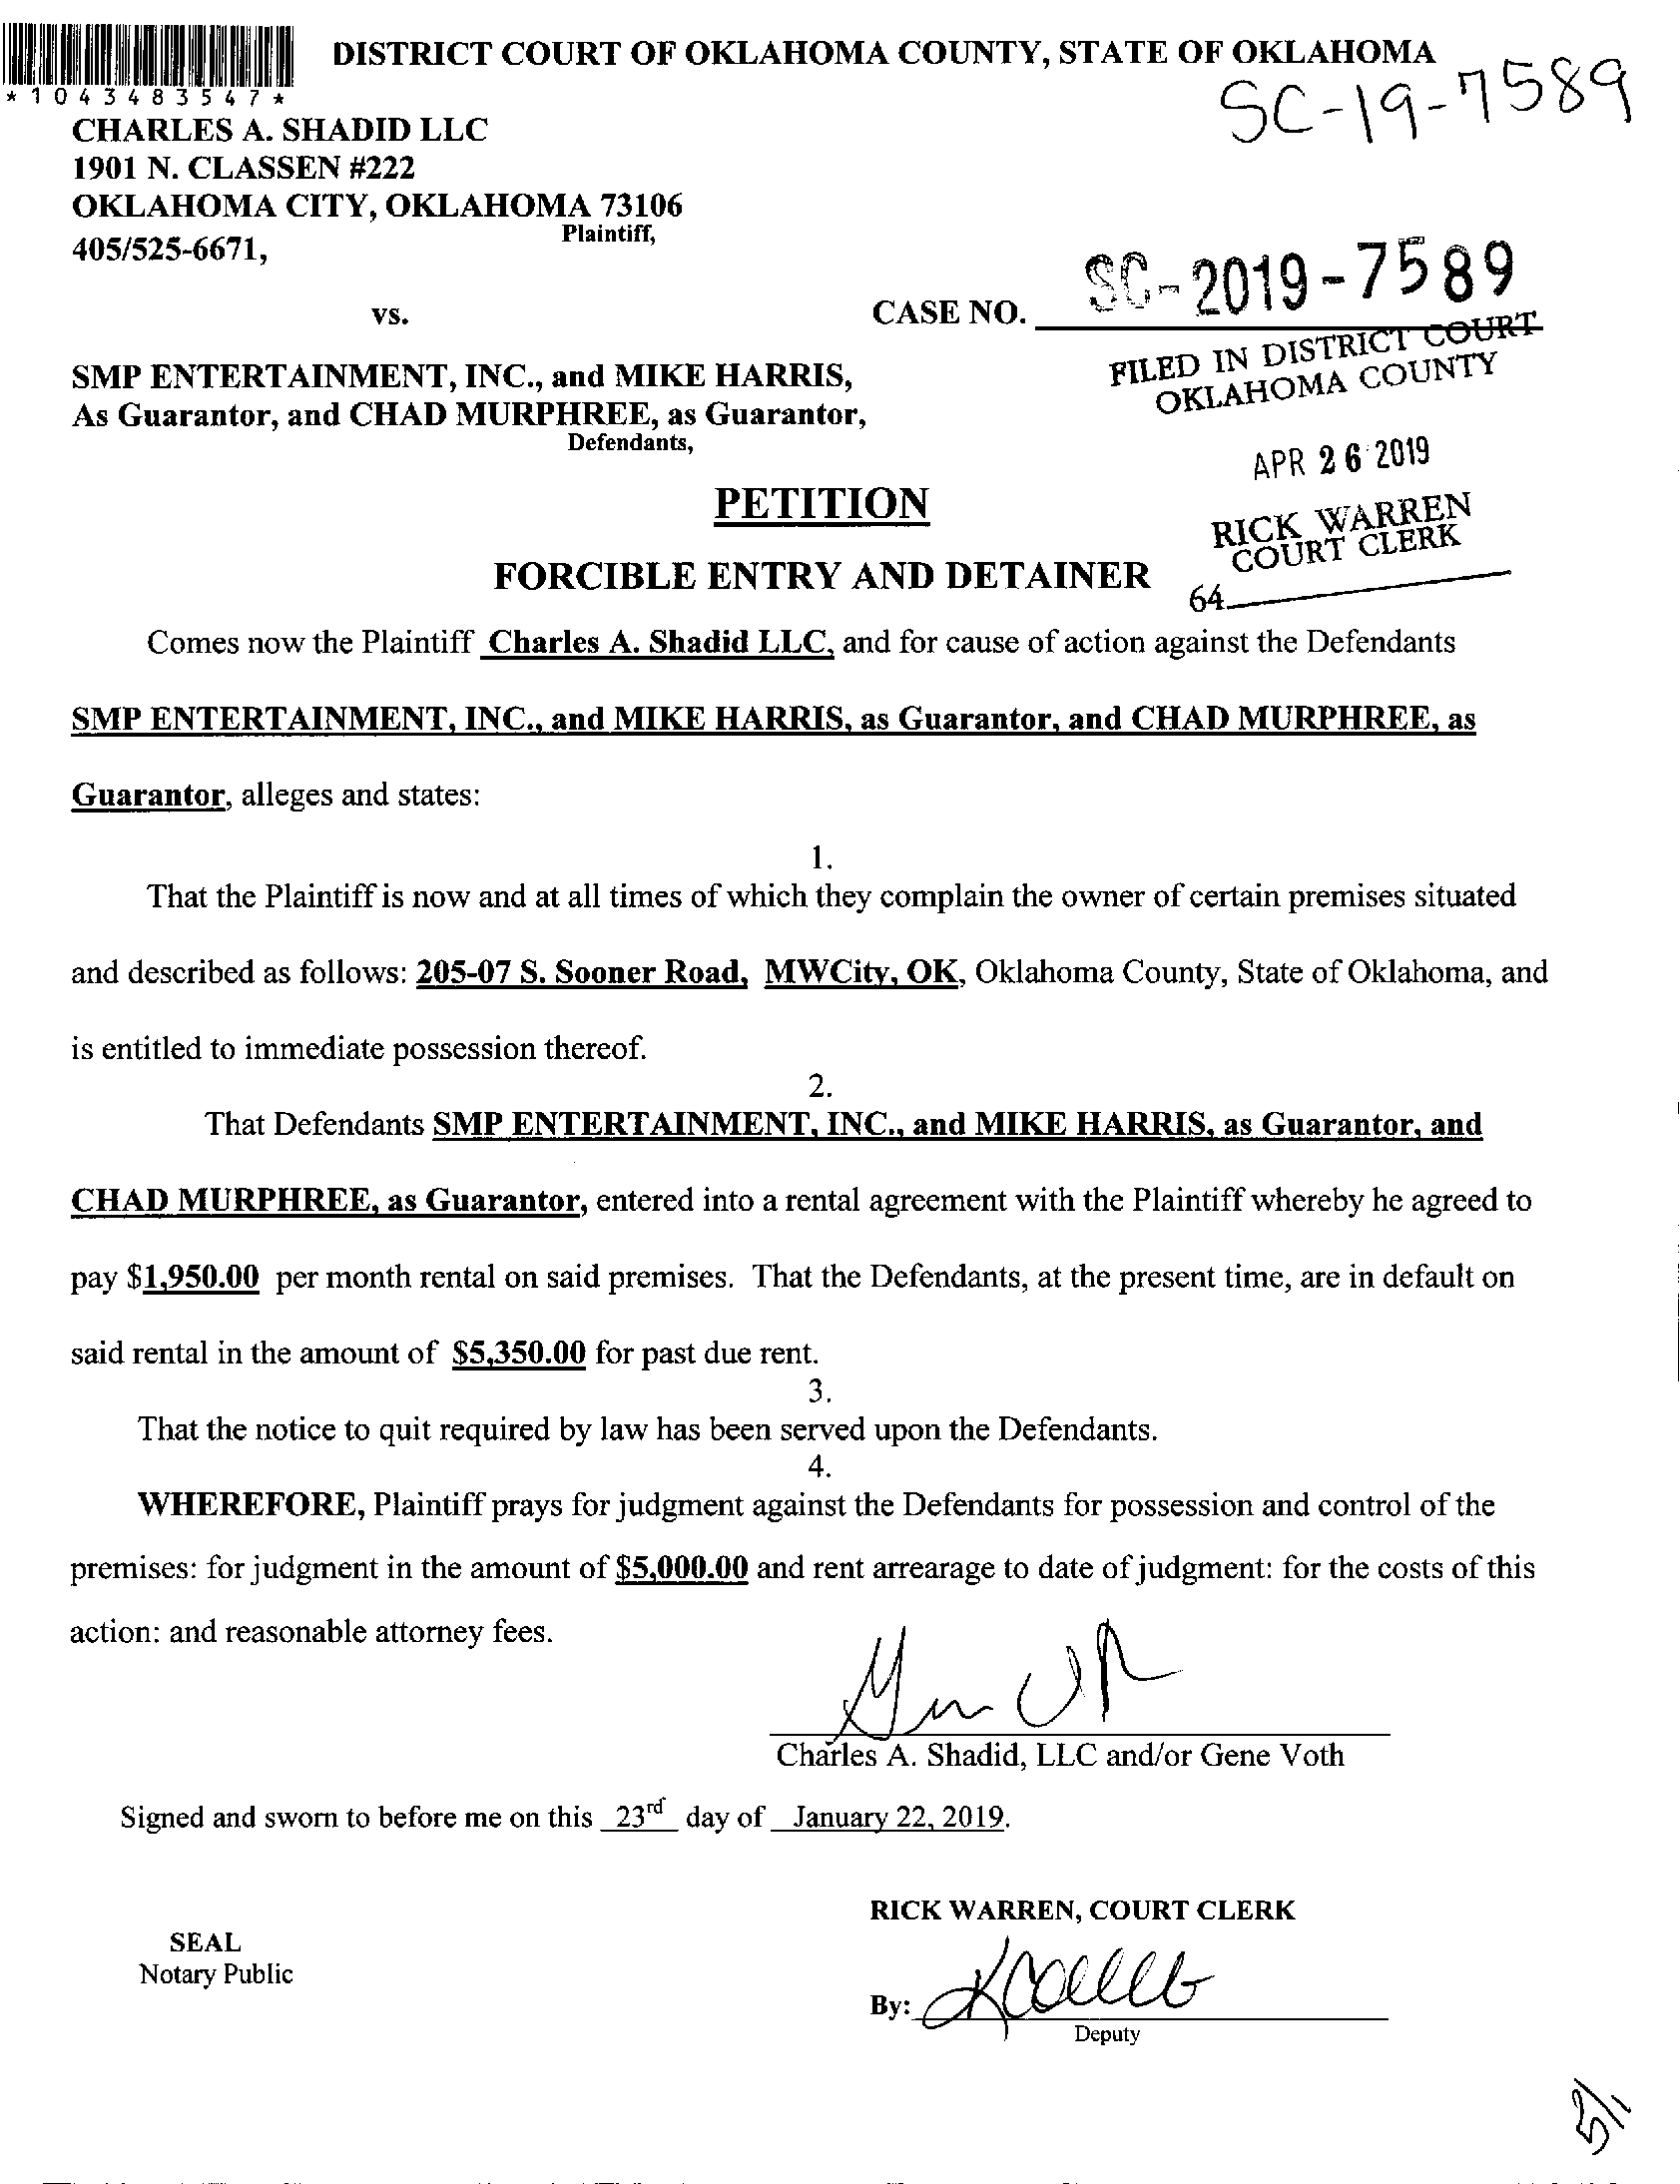 DISTRICT COURT OF OKLAHOMA COUNTY, STATE OF OKLAHOMA
*1043483547*
SC-19-7589
CHARLES A. SHADID LLC
1901 N. CLASSEN #222
OKLAHOMA CITY, OKLAHOMA 73106
Plaintiff,
405/525-6671,
SC-2019-7589
vs.
CASE NO.
FILED IN DISTRICT COURT
OKLAHOMA COUNTY
SMP ENTERTAINMENT, INC., and MIKE HARRIS,
As Guarantor, and CHAD MURPHREE, as Guarantor,
Defendants,
APR 26 2019
PETITION
RICK WARREN
COURT CLERK
FORCIBLE ENTRY AND DETAINER
64
Comes now the Plaintiff Charles A. Shadid LLC, and for cause of action against the Defendants
SMP ENTERTAINMENT, INC., and MIKE HARRIS, as Guarantor, and CHAD MURPHREE, as
Guarantor, alleges and states:
1.
That the Plaintiff is now and at all times of which they complain the owner of certain premises situated
and described as follows: 205-07 S. Sooner Road, MWCity, OK, Oklahoma County, State of Oklahoma, and
is entitled to immediate possession thereof.
2.
That Defendants SMP ENTERTAINMENT, INC., and MIKE HARRIS, as Guarantor, and
CHAD MURPHREE, as Guarantor, entered into a rental agreement with the Plaintiff whereby he agreed to
pay $1,950.00 per month rental on said premises. That the Defendants, at the present time, are in default on
said rental in the amount of $5,350.00 for past due rent.
3.
That the notice to quit required by law has been served upon the Defendants.
4.
WHEREFORE, Plaintiff prays for judgment against the Defendants for possession and control of the
premises: for judgment in the amount of $5,000.00 and rent arrearage to date of judgment: for the costs of this
action: and reasonable attorney fees.
Charles A. Shadid, LLC and/or Gene Voth
Signed and sworn to before me on this 23rd day of January 22, 2019.
RICK WARREN, COURT CLERK
SEAL
Notary Public
By:
Deputy
5/1